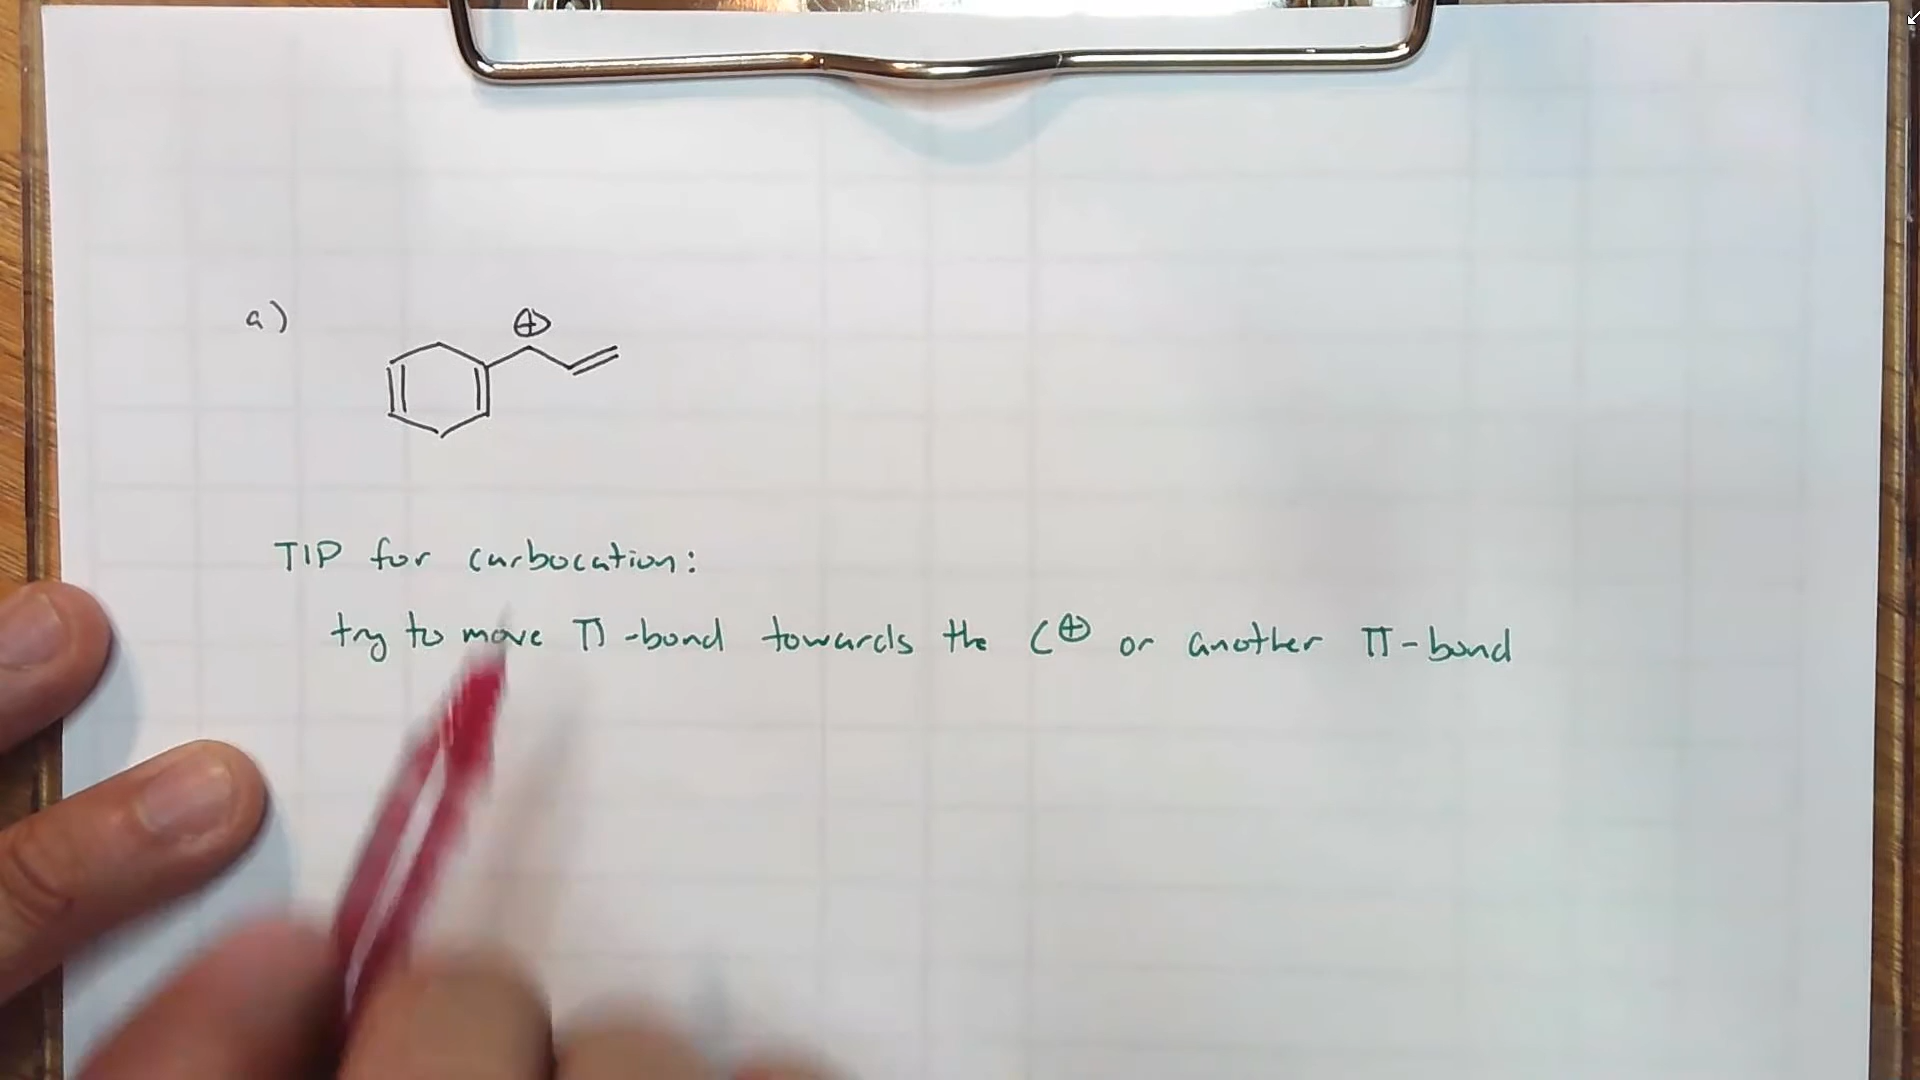 a)
⊕
TIP for carbocation:
try to move π-bond towards the C⊕ or another π-bond